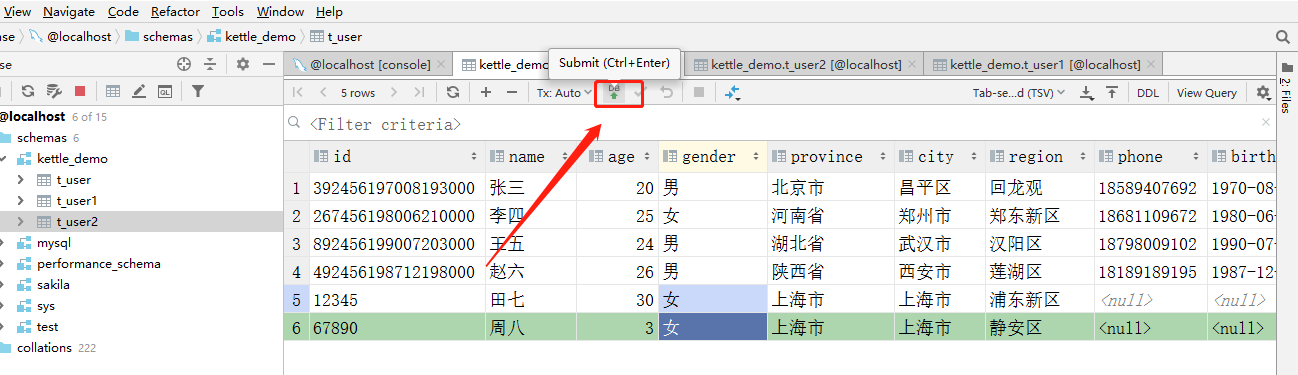 View Navigate Code Refactor Tools Window Help
ase @localhost schemas kettle_demo t_user
se @localhost [console] kettle_demo Submit (Ctrl+Enter) kettle_demo.t_user2 [@localhost] kettle_demo.t_user1 [@localhost]
5 rows Tx: Auto DB Tab-se...d (TSV) DDL View Query
2: Files
@localhost 6 of 15
<Filter criteria>
schemas 6
kettle_demo
t_user
t_user1
t_user2
mysql
performance_schema
sakila
sys
test
collations 222
id name age gender province city region phone birth
1 392456197008193000 张三 20 男 北京市 昌平区 回龙观 18589407692 1970-08-
2 267456198006210000 李四 25 女 河南省 郑州市 郑东新区 18681109672 1980-06-
3 892456199007203000 王五 24 男 湖北省 武汉市 汉阳区 18798009102 1990-07-
4 492456198712198000 赵六 26 男 陕西省 西安市 莲湖区 18189189195 1987-12-
5 12345 田七 30 女 上海市 上海市 浦东新区 <null> <null>
6 67890 周八 3 女 上海市 上海市 静安区 <null> <null>